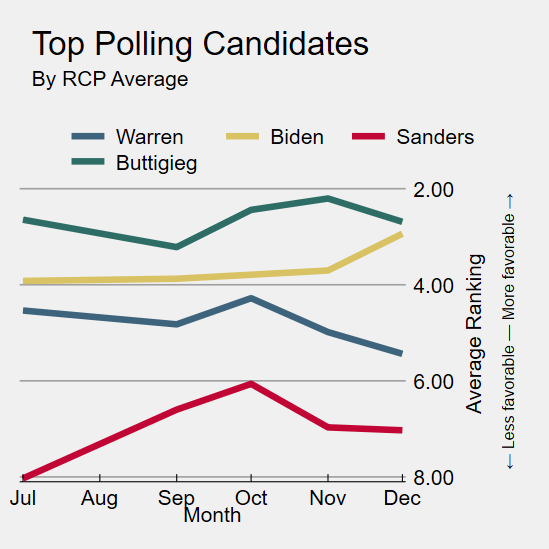 Top Polling Candidates
By RCP Average
Warren Biden Sanders
Buttigieg
2.00
4.00
6.00
8.00
Average Ranking
← Less favorable — More favorable →
Jul Aug Sep Oct Nov Dec
Month